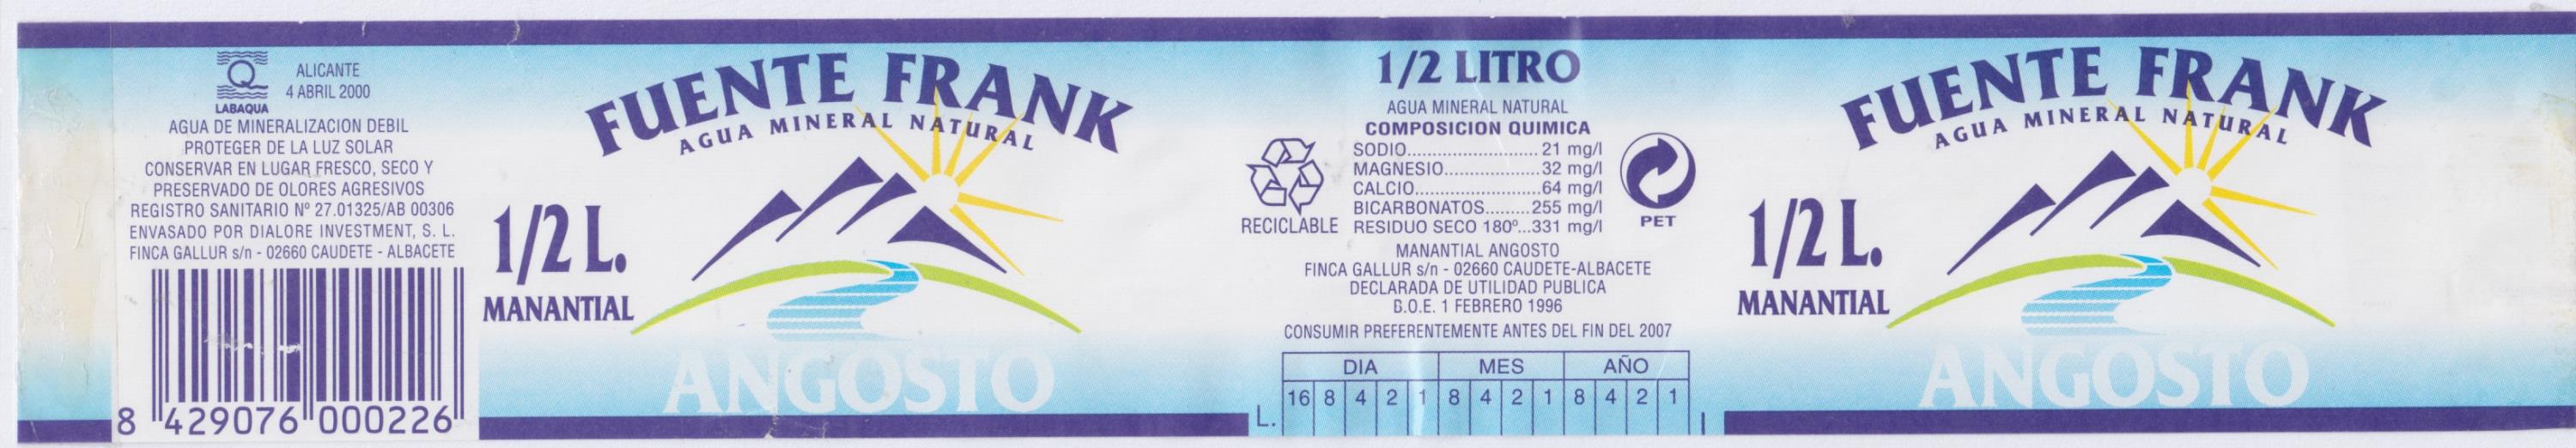 LABAQUA
ALICANTE
4 ABRIL 2000
AGUA DE MINERALIZACION DEBIL
PROTEGER DE LA LUZ SOLAR
CONSERVAR EN LUGAR FRESCO, SECO Y
PRESERVADO DE OLORES AGRESIVOS
REGISTRO SANITARIO Nº 27.01325/AB 00306
ENVASADO POR DIALORE INVESTMENT, S. L.
FINCA GALLUR s/n - 02660 CAUDETE - ALBACETE
8 429076 000226
FUENTE FRANK
AGUA MINERAL NATURAL
1/2 L.
MANANTIAL
ANGOSTO
1/2 LITRO
AGUA MINERAL NATURAL
COMPOSICION QUIMICA
SODIO.......................21 mg/l
MAGNESIO...................32 mg/l
CALCIO.......................64 mg/l
BICARBONATOS.........255 mg/l
RESIDUO SECO 180º...331 mg/l
RECICLABLE
PET
MANANTIAL ANGOSTO
FINCA GALLUR s/n - 02660 CAUDETE-ALBACETE
DECLARADA DE UTILIDAD PUBLICA
B.O.E. 1 FEBRERO 1996
CONSUMIR PREFERENTEMENTE ANTES DEL FIN DEL 2007
DIA MES AÑO
16 8 4 2 1 8 4 2 1 8 4 2 1
L.
FUENTE FRANK
AGUA MINERAL NATURAL
1/2 L.
MANANTIAL
ANGOSTO